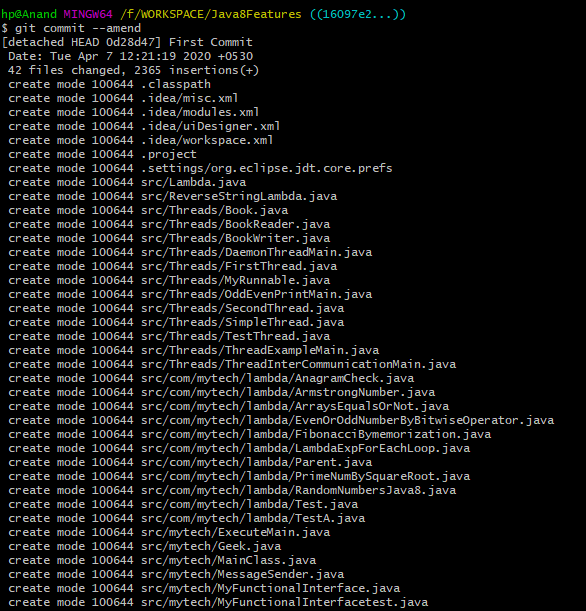 hp@Anand MINGW64 /f/WORKSPACE/Java8Features ((16097e2...))
$ git commit --amend
[detached HEAD 0d28d47] First Commit
 Date: Tue Apr 7 12:21:19 2020 +0530
 42 files changed, 2365 insertions(+)
 create mode 100644 .classpath
 create mode 100644 .idea/misc.xml
 create mode 100644 .idea/modules.xml
 create mode 100644 .idea/uiDesigner.xml
 create mode 100644 .idea/workspace.xml
 create mode 100644 .project
 create mode 100644 .settings/org.eclipse.jdt.core.prefs
 create mode 100644 src/Lambda.java
 create mode 100644 src/ReverseStringLambda.java
 create mode 100644 src/Threads/Book.java
 create mode 100644 src/Threads/BookReader.java
 create mode 100644 src/Threads/BookWriter.java
 create mode 100644 src/Threads/DaemonThreadMain.java
 create mode 100644 src/Threads/FirstThread.java
 create mode 100644 src/Threads/MyRunnable.java
 create mode 100644 src/Threads/OddEvenPrintMain.java
 create mode 100644 src/Threads/SecondThread.java
 create mode 100644 src/Threads/SimpleThread.java
 create mode 100644 src/Threads/TestThread.java
 create mode 100644 src/Threads/ThreadExampleMain.java
 create mode 100644 src/Threads/ThreadInterCommunicationMain.java
 create mode 100644 src/com/mytech/lambda/AnagramCheck.java
 create mode 100644 src/com/mytech/lambda/ArmstrongNumber.java
 create mode 100644 src/com/mytech/lambda/ArraysEqualsOrNot.java
 create mode 100644 src/com/mytech/lambda/EvenOrOddNumberByBitwiseOperator.java
 create mode 100644 src/com/mytech/lambda/FibonacciBymemorization.java
 create mode 100644 src/com/mytech/lambda/LambdaExpForEachLoop.java
 create mode 100644 src/com/mytech/lambda/Parent.java
 create mode 100644 src/com/mytech/lambda/PrimeNumBySquareRoot.java
 create mode 100644 src/com/mytech/lambda/RandomNumbersJava8.java
 create mode 100644 src/com/mytech/lambda/Test.java
 create mode 100644 src/com/mytech/lambda/TestA.java
 create mode 100644 src/mytech/ExecuteMain.java
 create mode 100644 src/mytech/Geek.java
 create mode 100644 src/mytech/MainClass.java
 create mode 100644 src/mytech/MessageSender.java
 create mode 100644 src/mytech/MyFunctionalInterface.java
 create mode 100644 src/mytech/MyFunctionalInterfacetest.java